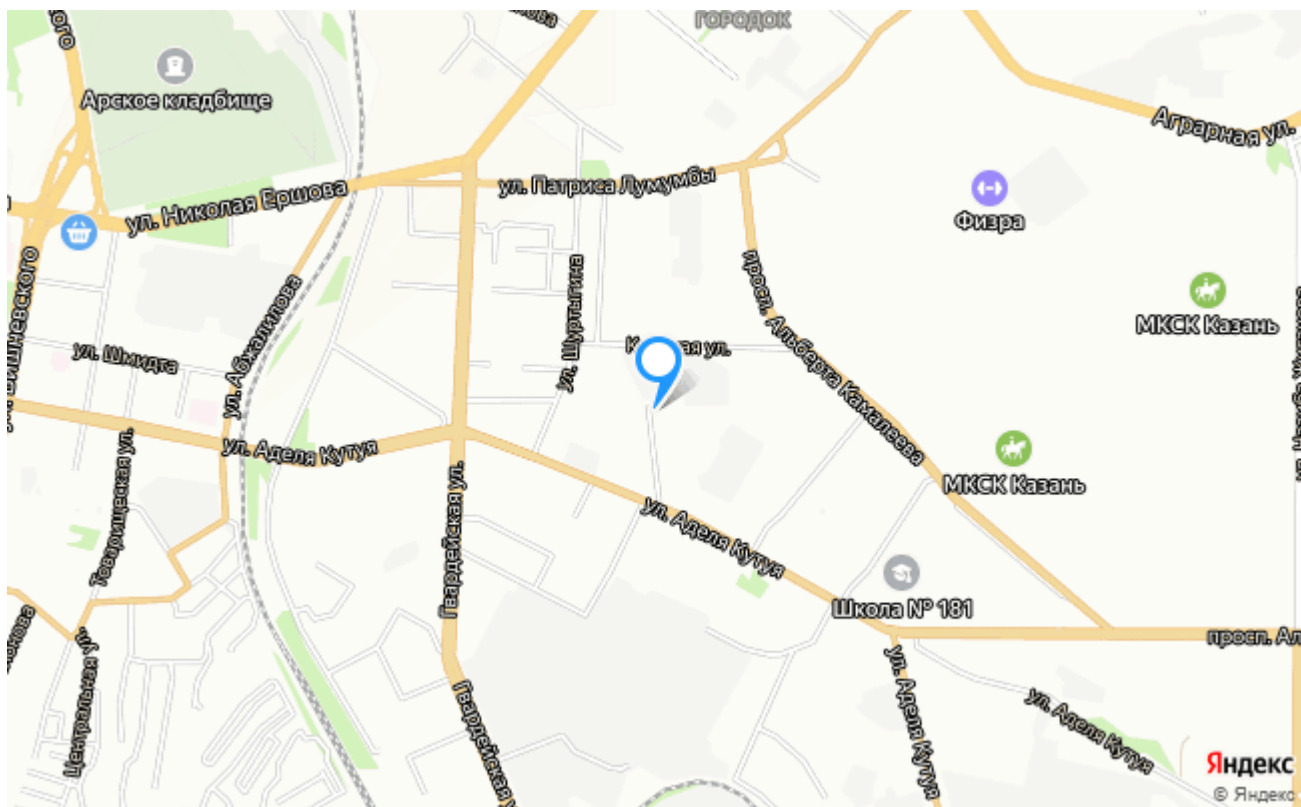 ГОРОДОК
Арское кладбище
Аграрная ул.
ул. Патриса Лумумбы
ул. Николая Ершова
Физра
просп. Альберта Камалеева
МКСК Казань
ул. Шуртыгина
ул. Абжалилова
ул. Шмидта
ул. Аделя Кутуя
МКСК Казань
Товарищеская ул.
Гвардейская ул.
ул. Аделя Кутуя
Школа № 181
просп. Ал
ул. Аделя Кутуя
ул. Аделя Кутуя
Центральная ул.
Гвардейская у
Яндекс
© Яндекс